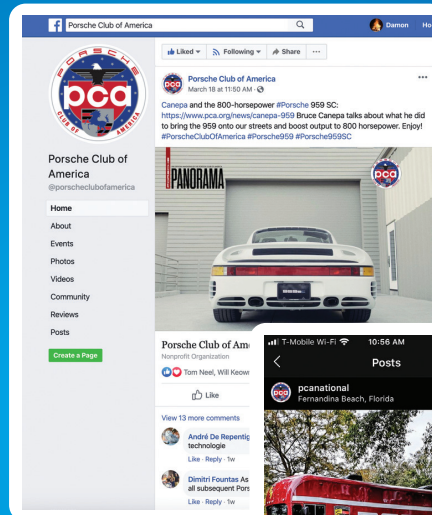 Porsche Club of America
Damon
Ho
PORSCHE
pca
CLUB OF AMERICA
Porsche Club of
America
@porscheclubofamerica
Home
About
Events
Photos
Videos
Community
Reviews
Posts
Create a Page
Liked
Following
Share
Porsche Club of America
March 18 at 11:50 AM
Canepa and the 800-horsepower #Porsche 959 SC:
https://www.pca.org/news/canepa-959 Bruce Canepa talks about what he did
to bring the 959 onto our streets and boost output to 800 horsepower. Enjoy!
#PorscheClubOfAmerica #Porsche959 #Porsche959SC
PANORAMA
pca
Porsche Club of Am
Nonprofit Organization
Tom Neel, Will Keown
Like
View 13 more comments
André De Repentig
technologie
Like · Reply · 1w
Dimitri Fountas As
all subsequent Pors
Like · Reply · 1w
T-Mobile Wi-Fi
10:56 AM
Posts
pcanational
Fernandina Beach, Florida